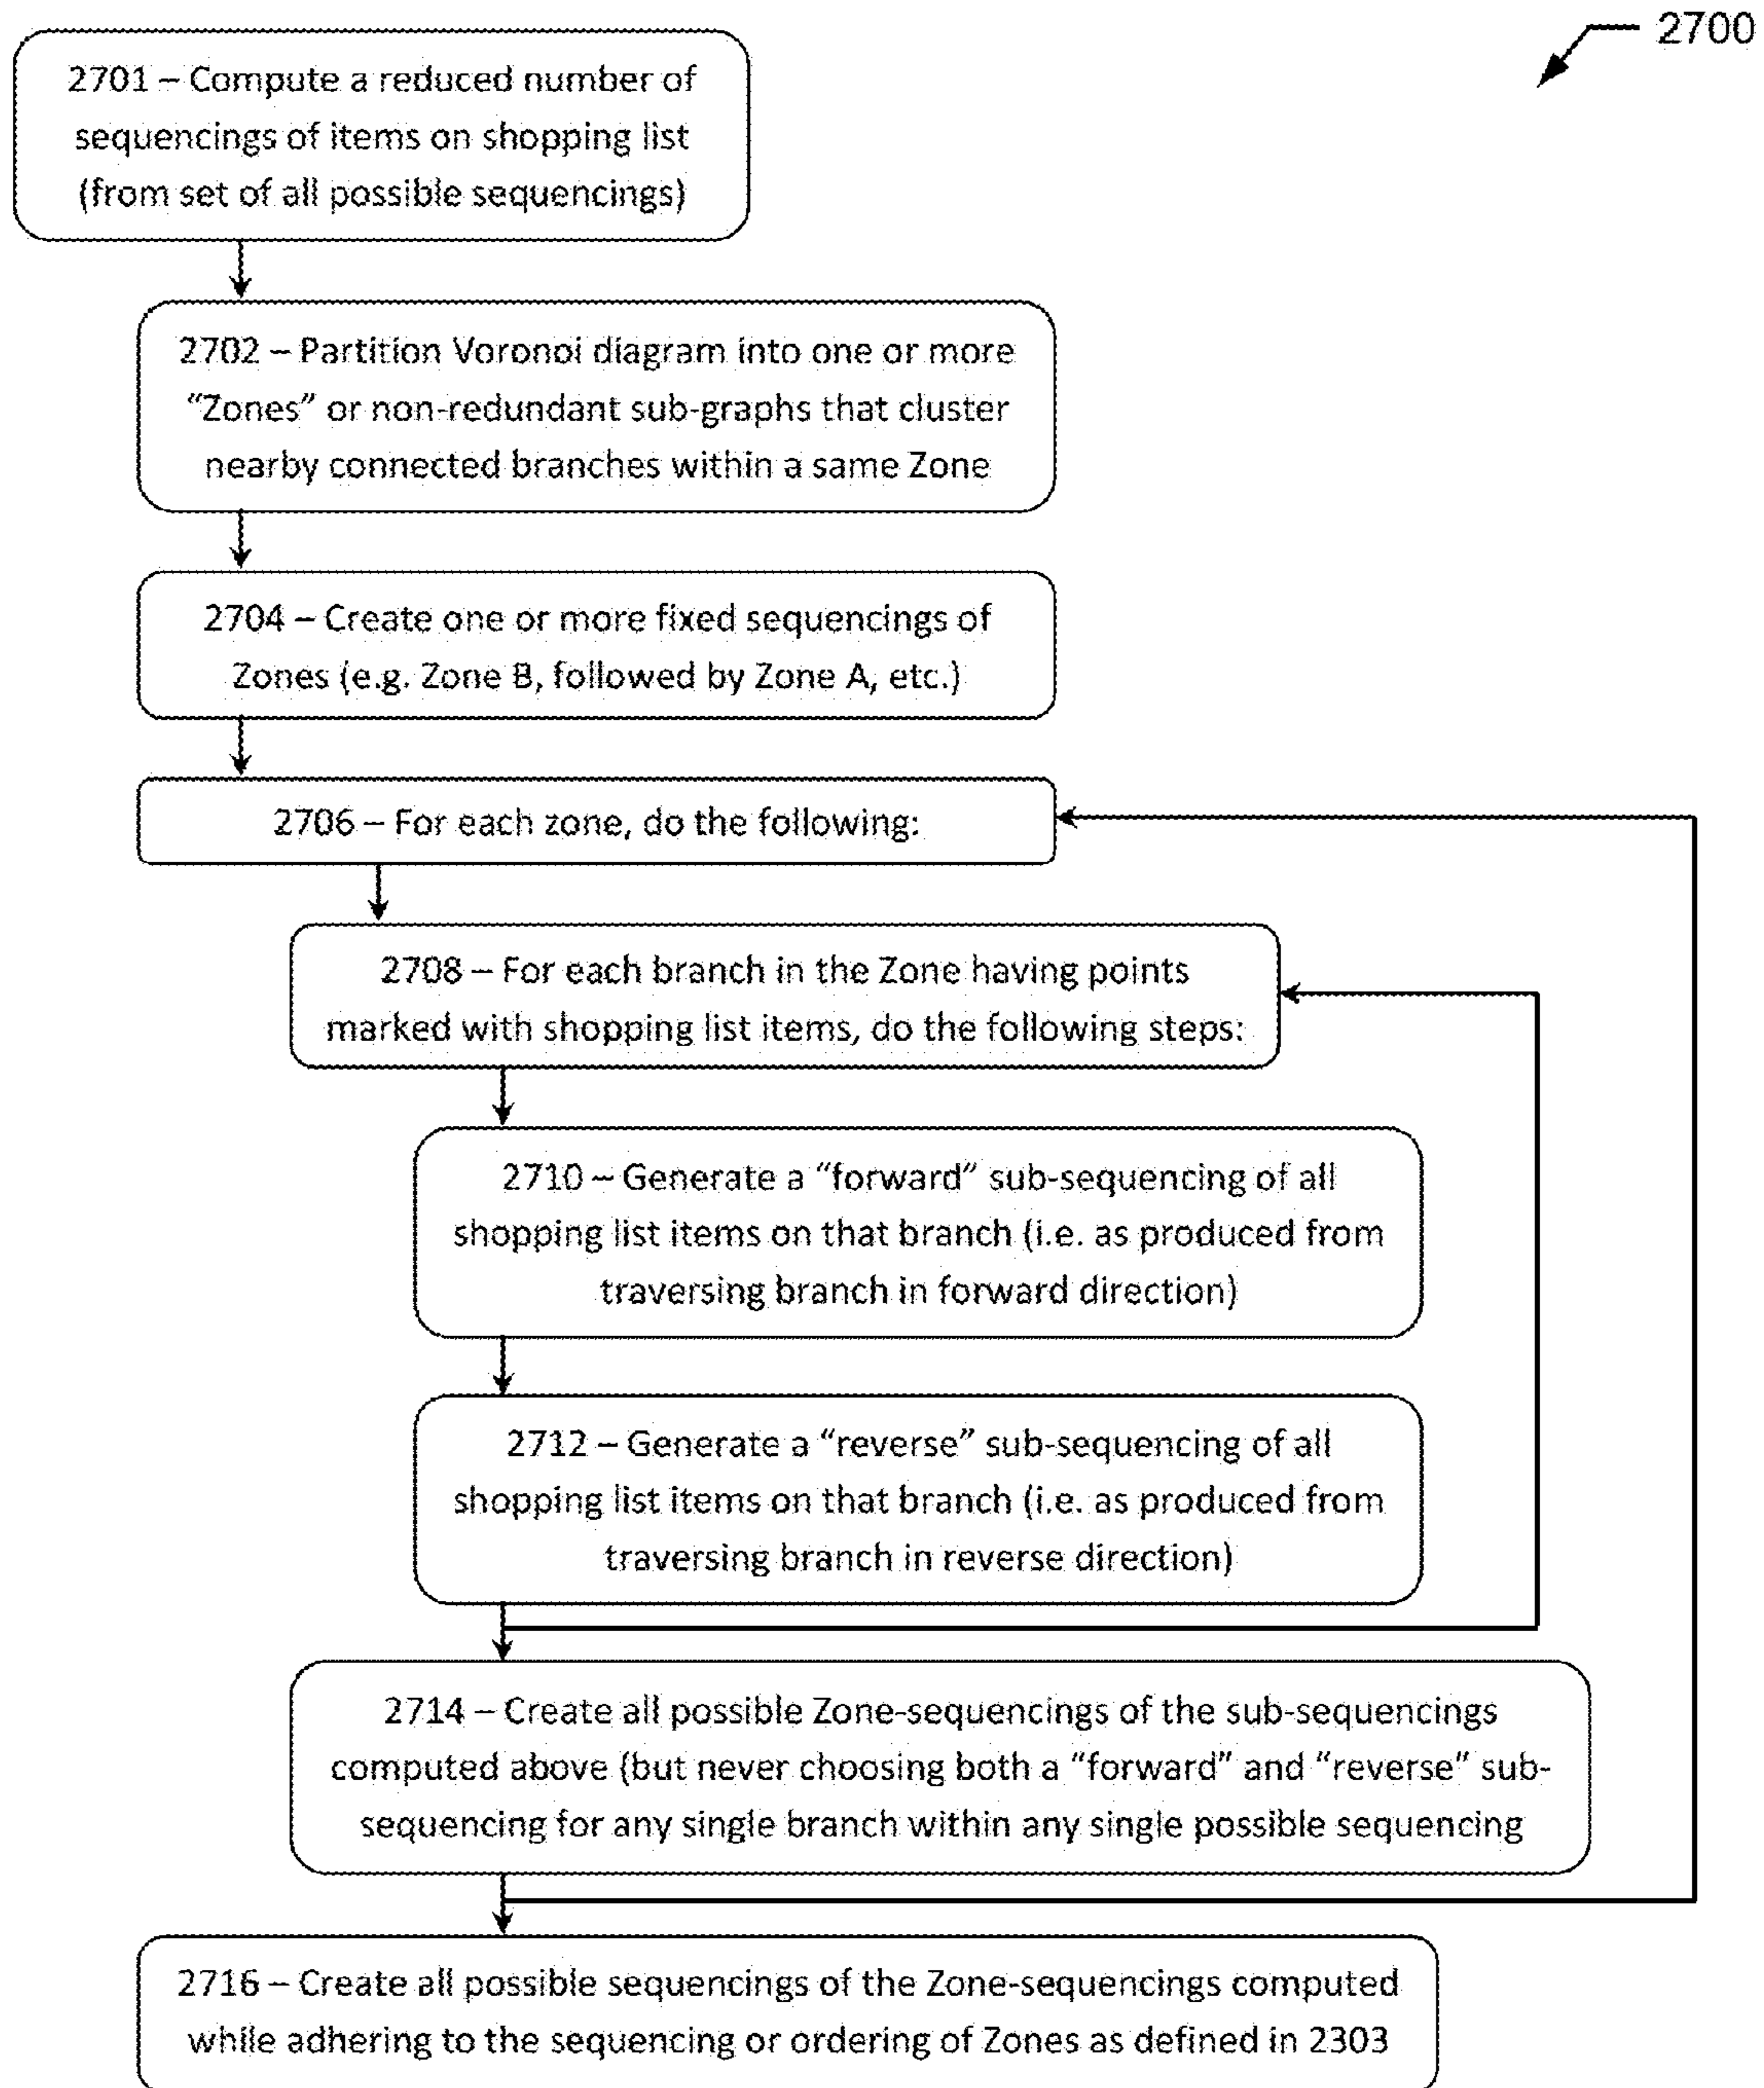 2700
2701 – Compute a reduced number of
sequencings of items on shopping list
(from set of all possible sequencings)
2702 – Partition Voronoi diagram into one or more
“Zones” or non-redundant sub-graphs that cluster
nearby connected branches within a same Zone
2704 – Create one or more fixed sequencings of
Zones (e.g. Zone B, followed by Zone A, etc.)
2706 – For each zone, do the following:
2708 – For each branch in the Zone having points
marked with shopping list items, do the following steps:
2710 – Generate a “forward” sub-sequencing of all
shopping list items on that branch (i.e. as produced from
traversing branch in forward direction)
2712 – Generate a “reverse” sub-sequencing of all
shopping list items on that branch (i.e. as produced from
traversing branch in reverse direction)
2714 – Create all possible Zone-sequencings of the sub-sequencings
computed above (but never choosing both a “forward” and “reverse” sub-
sequencing for any single branch within any single possible sequencing
2716 – Create all possible sequencings of the Zone-sequencings computed
while adhering to the sequencing or ordering of Zones as defined in 2303